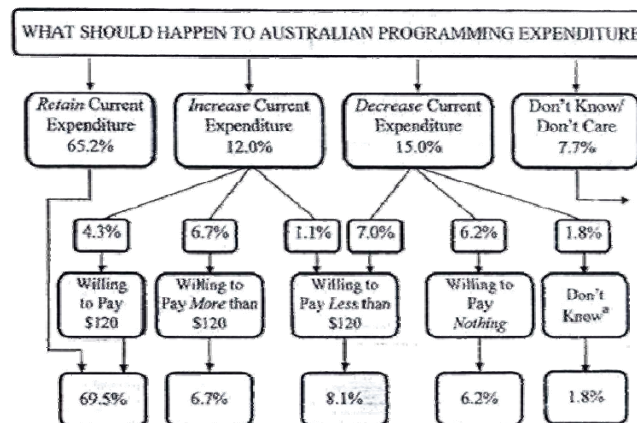 WHAT SHOULD HAPPEN TO AUSTRALIAN PROGRAMMING EXPENDITURE
Retain Current
Expenditure
65.2%
Increase Current
Expenditure
12.0%
Decrease Current
Expenditure
15.0%
Don't Know/
Don't Care
7.7%
4.3%
6.7%
1.1%
7.0%
6.2%
1.8%
Willing
to Pay
$120
Willing to
Pay More than
$120
Willing to
Pay Less than
$120
Willing to
Pay
Nothing
Don't
Knowª
69.5%
6.7%
8.1%
6.2%
1.8%